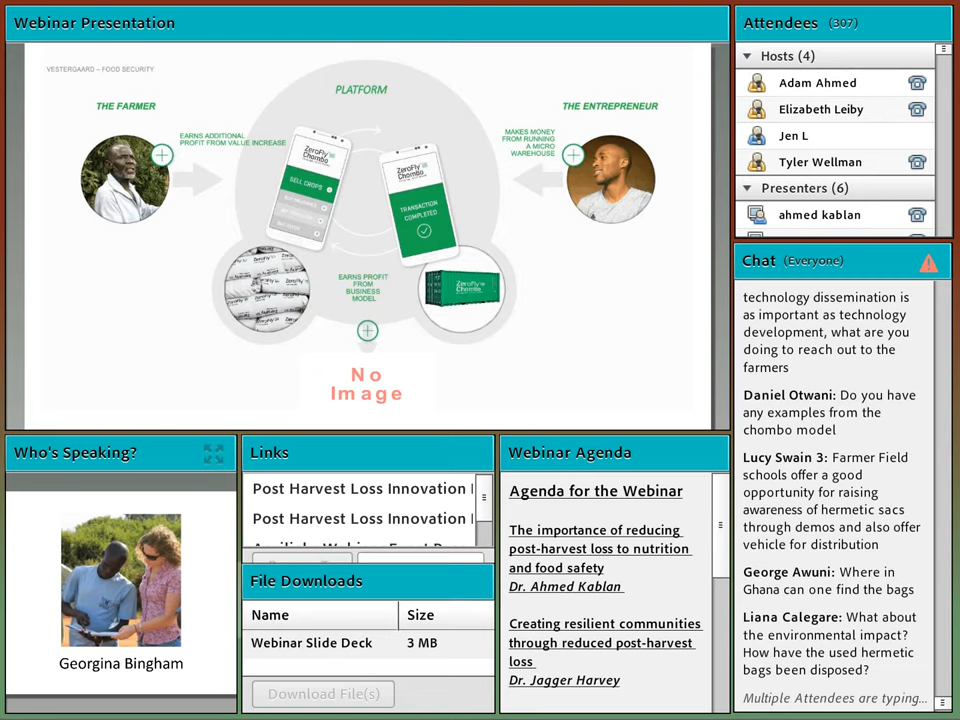 Webinar Presentation
VESTERGAARD – FOOD SECURITY
PLATFORM
THE FARMER
THE ENTREPRENEUR
EARNS ADDITIONAL
PROFIT FROM VALUE INCREASE
MAKES MONEY
FROM RUNNING
A MICRO
WAREHOUSE
ZeroFly
Chombo
SELL CROPS
ZeroFly
Chombo
TRANSACTION
COMPLETED
EARNS PROFIT
FROM
BUSINESS
MODEL
ZeroFly
Chombo
No
Image
Attendees (307)
Hosts (4)
Adam Ahmed
Elizabeth Leiby
Jen L
Tyler Wellman
Presenters (6)
ahmed kablan
Chat (Everyone)
technology dissemination is
as important as technology
development, what are you
doing to reach out to the
farmers
Daniel Otwani: Do you have
any examples from the
chombo model
Lucy Swain 3: Farmer Field
schools offer a good
opportunity for raising
awareness of hermetic sacs
through demos and also offer
vehicle for distribution
George Awuni: Where in
Ghana can one find the bags
Liana Calegare: What about
the environmental impact?
How have the used hermetic
bags been disposed?
Multiple Attendees are typing...
Who's Speaking?
Georgina Bingham
Links
Post Harvest Loss Innovation
Post Harvest Loss Innovation
File Downloads
Name Size
Webinar Slide Deck 3 MB
Download File(s)
Webinar Agenda
Agenda for the Webinar
The importance of reducing
post-harvest loss to nutrition
and food safety
Dr. Ahmed Kablan
Creating resilient communities
through reduced post-harvest
loss
Dr. Jagger Harvey